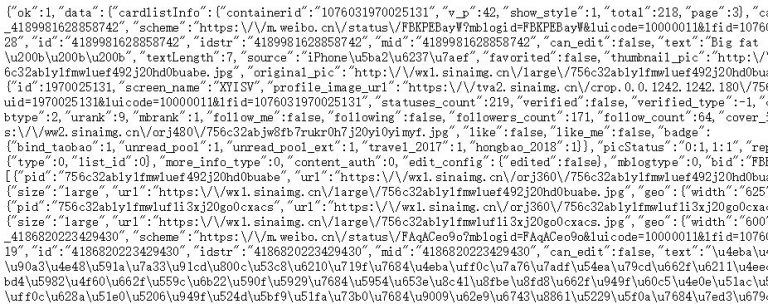 {"ok":1,"data":{"cardlistInfo":{"containerid":"1076031970025131","v_p":42,"show_style":1,"total":218,"page":3},"ca
_4189981628858742","scheme":"https:\/\/m.weibo.cn\/status\/FBKPEBayW?mblogid=FBKPEBayW&luicode=10000011&lfid=10760
28","id":"4189981628858742","idstr":"4189981628858742","mid":"4189981628858742","can_edit":false,"text":"Big fat
\u200b\u200b\u200b","textLength":7,"source":"iPhone\u5ba2\u6237\u7aef","favorited":false,"thumbnail_pic":"http:\/
6c32ab1y1fmwluef492j20hd0buabe.jpg","original_pic":"http:\/\/wx1.sinaimg.cn\/large\/756c32ab1y1fmwluef492j20hd0bua
{"id":1970025131,"screen_name":"XYISV","profile_image_url":"https:\/\/tva2.sinaimg.cn\/crop.0.0.1242.1242.180\/756
uid=1970025131&luicode=10000011&lfid=1076031970025131","statuses_count":219,"verified":false,"verified_type":-1,"c
btype":2,"urank":9,"mbrank":1,"follow_me":false,"following":false,"followers_count":171,"follow_count":64,"cover_i
s:\/\/ww2.sinaimg.cn\/orj480\/756c32abjw8fb7rukr0h7j20yi0yimyf.jpg","like":false,"like_me":false,"badge":
{"bind_taobao":1,"unread_pool":1,"unread_pool_ext":1,"travel_2017":1,"hongbao_2018":1}},"picStatus":"0:1,1:1","rep
{"type":0,"list_id":0},"more_info_type":0,"content_auth":0,"edit_config":{"edited":false},"mblogtype":0,"bid":"FBK
[{"pid":"756c32ab1y1fmwluef492j20hd0buabe","url":"https:\/\/wx1.sinaimg.cn\/orj360\/756c32ab1y1fmwluef492j20hd0bua
{"size":"large","url":"https:\/\/wx1.sinaimg.cn\/large\/756c32ab1y1fmwluef492j20hd0buabe.jpg","geo":{"width":"625"
{"pid":"756c32ab1y1fmwluf1i3xj20go0cxacs","url":"https:\/\/wx1.sinaimg.cn\/orj360\/756c32ab1y1fmwluf1i3xj20go0cxac
{"size":"large","url":"https:\/\/wx1.sinaimg.cn\/large\/756c32ab1y1fmwluf1i3xj20go0cxacs.jpg","geo":{"width":"600"
_4186820223429430","scheme":"https:\/\/m.weibo.cn\/status\/FAqACeo9o?mblogid=FAqACeo9o&luicode=10000011&lfid=10760
19","id":"4186820223429430","idstr":"4186820223429430","mid":"4186820223429430","can_edit":false,"text":"\u4eba\u4
\u90a3\u4e48\u591a\u7a33\u91cd\u800c\u53c8\u6210\u719f\u7684\u4eba\uff0c\u7a76\u7adf\u54ea\u79cd\u662f\u6211\u4eec
bd4\u5982\u4f60\u662f\u559c\u6b22\u590f\u5929\u7684\u5954\u653e\u8c41\u8fbe\u8fd8\u662f\u949f\u60c5\u4e0e\u51ac\u5
\uff0c\u628a\u51e0\u5206\u949f\u524d\u5bf9\u51fa\u73b0\u7684\u9009\u62e9\u6743\u8861\u5229\u5f0a\u7684\u7ed3\u679